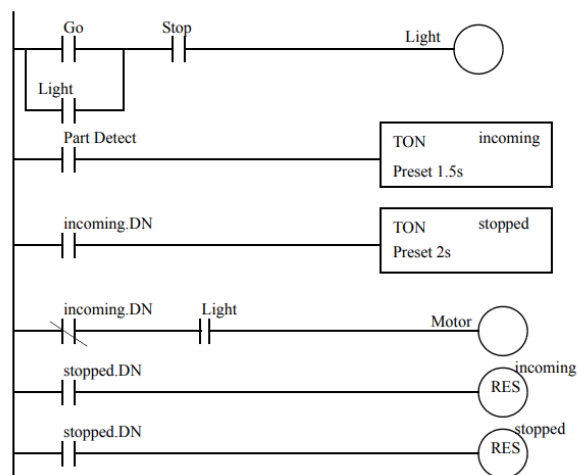 Go
Stop
Light
Light
Part Detect
TON incoming
Preset 1.5s
incoming.DN
TON stopped
Preset 2s
incoming.DN
Light
Motor
stopped.DN
incoming
RES
stopped.DN
stopped
RES